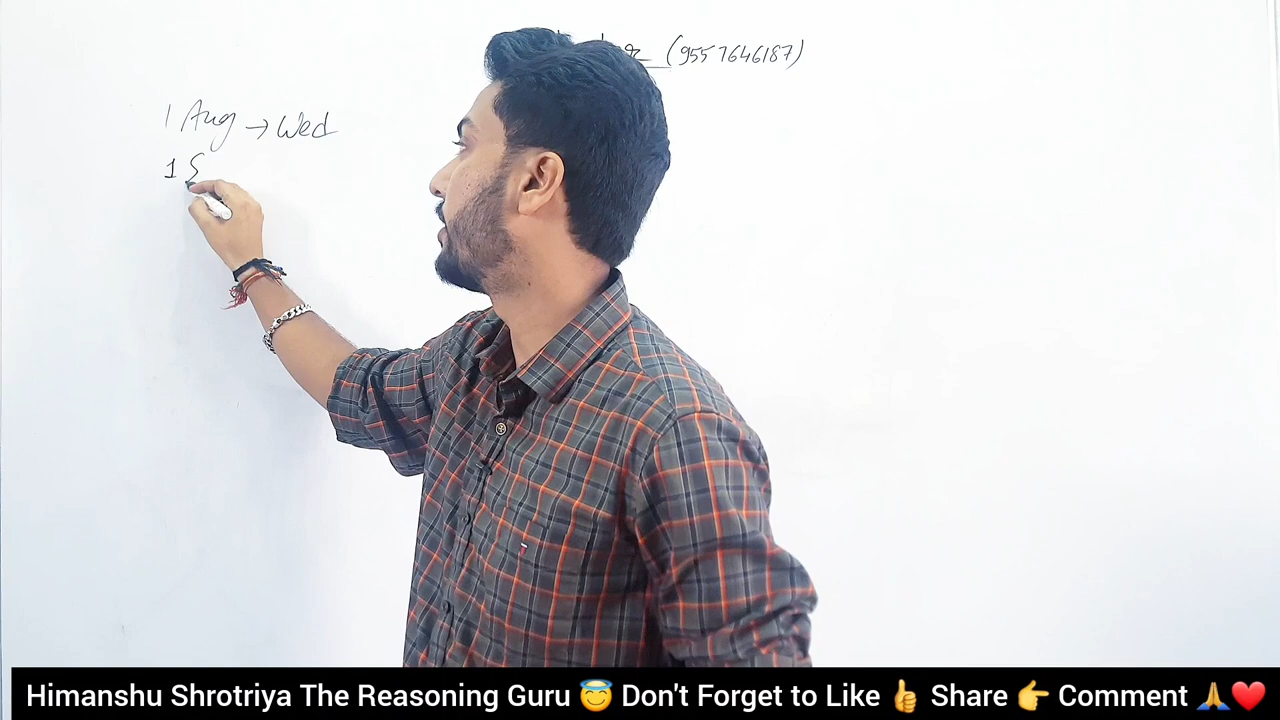 (9557646187)
1 Aug → Wed
1 S
Himanshu Shrotriya The Reasoning Guru 😇 Don't Forget to Like 👍 Share 👉 Comment 🙏❤️